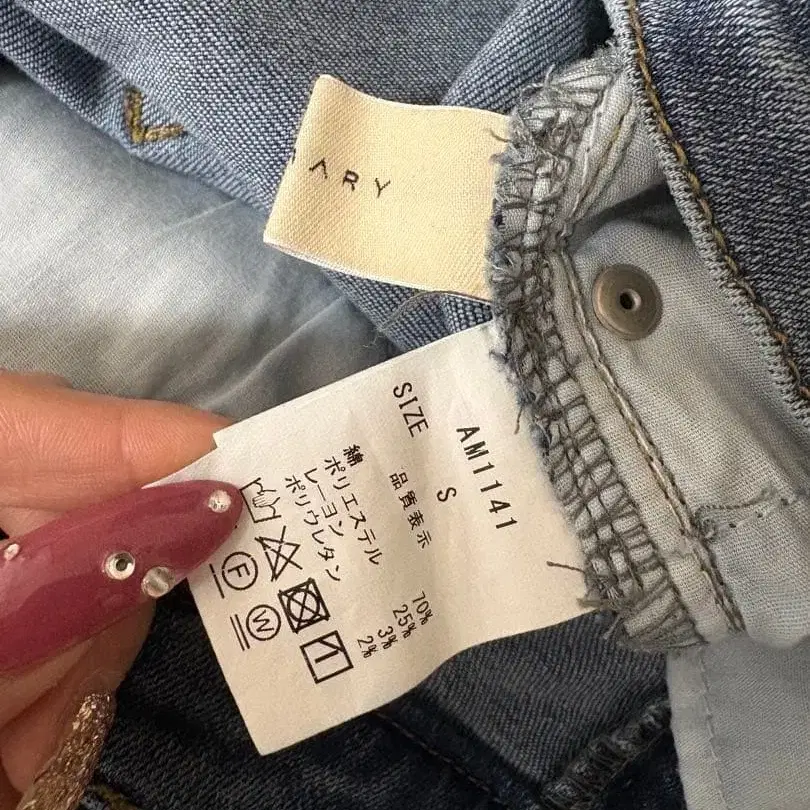 ARY
AM1141
SIZE S
品質表示
綿 70%
ポリエステル 25%
レーヨン 3%
ポリウレタン 2%
F
W